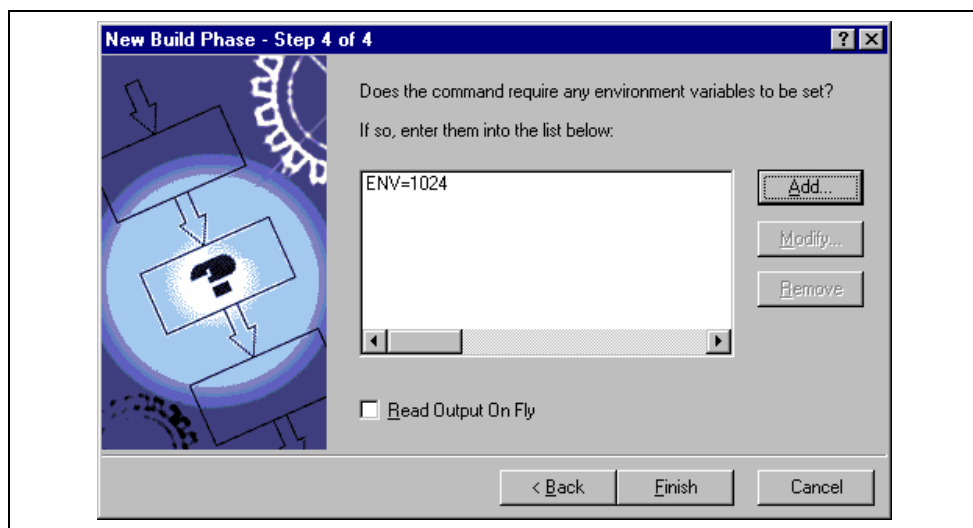 New Build Phase - Step 4 of 4
Does the command require any environment variables to be set?
If so, enter them into the list below:
ENV=1024
Add...
Modify...
Remove
Read Output On Fly
< Back
Finish
Cancel